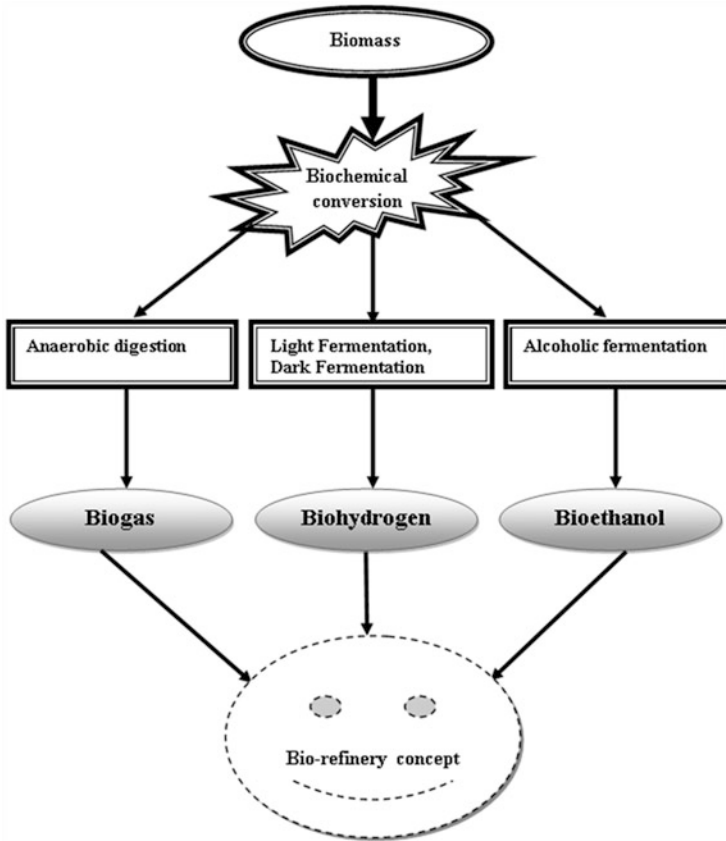 Biomass
Biochemical
conversion
Anaerobic digestion
Light Fermentation,
Dark Fermentation
Alcoholic fermentation
Biogas
Biohydrogen
Bioethanol
Bio-refinery concept